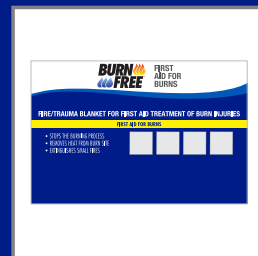 BURN FREE
FIRST AID FOR BURNS
FIRE/TRAUMA BLANKET FOR FIRST AID TREATMENT OF BURN INJURIES
FIRST AID FOR BURNS
• STOPS THE BURNING PROCESS
• REMOVES HEAT FROM BURN SITE
• EXTINGUISHES SMALL FIRES